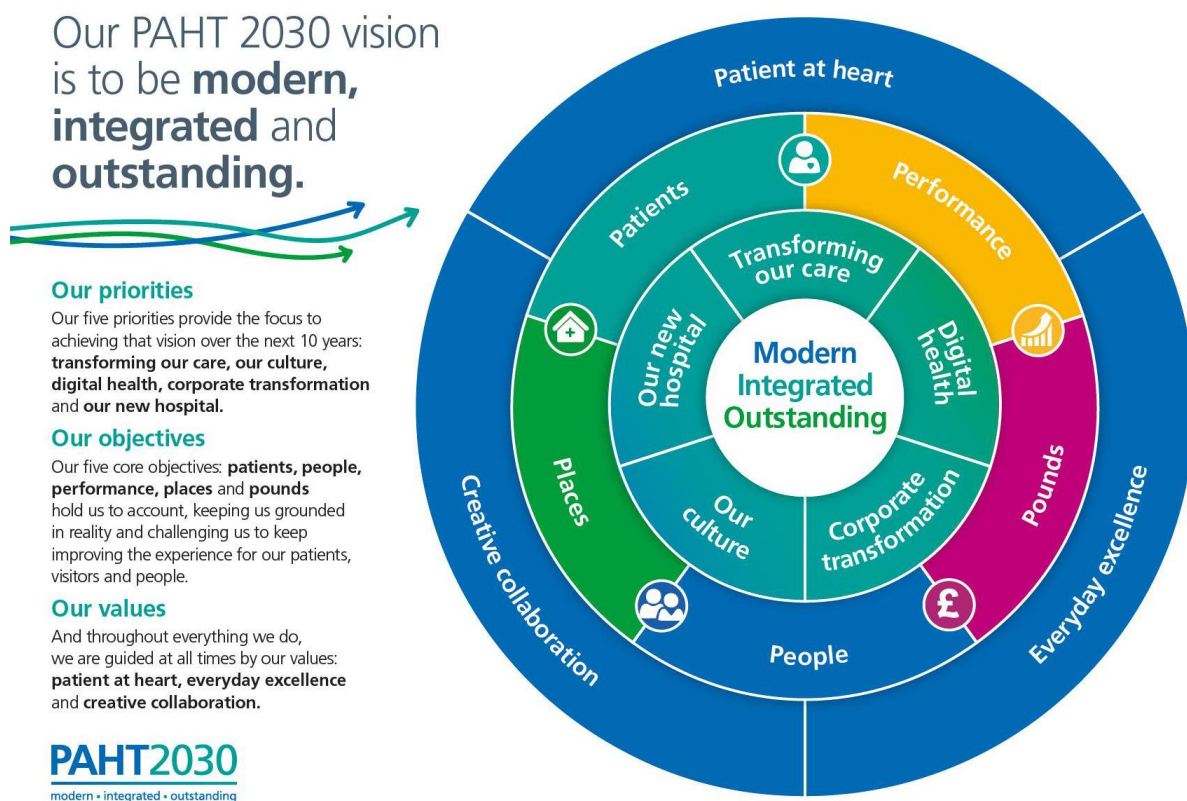 Our PAHT 2030 vision
is to be modern,
integrated and
outstanding.
Our priorities
Our five priorities provide the focus to
achieving that vision over the next 10 years:
transforming our care, our culture,
digital health, corporate transformation
and our new hospital.
Our objectives
Our five core objectives: patients, people,
performance, places and pounds
hold us to account, keeping us grounded
in reality and challenging us to keep
improving the experience for our patients,
visitors and people.
Our values
And throughout everything we do,
we are guided at all times by our values:
patient at heart, everyday excellence
and creative collaboration.
PAHT2030
modern • integrated • outstanding
Patient at heart
Everyday excellence
Creative collaboration
Patients
Performance
Pounds
£
People
Places
Transforming
our care
Digital
health
Corporate
transformation
Our
culture
Our new
hospital
Modern
Integrated
Outstanding